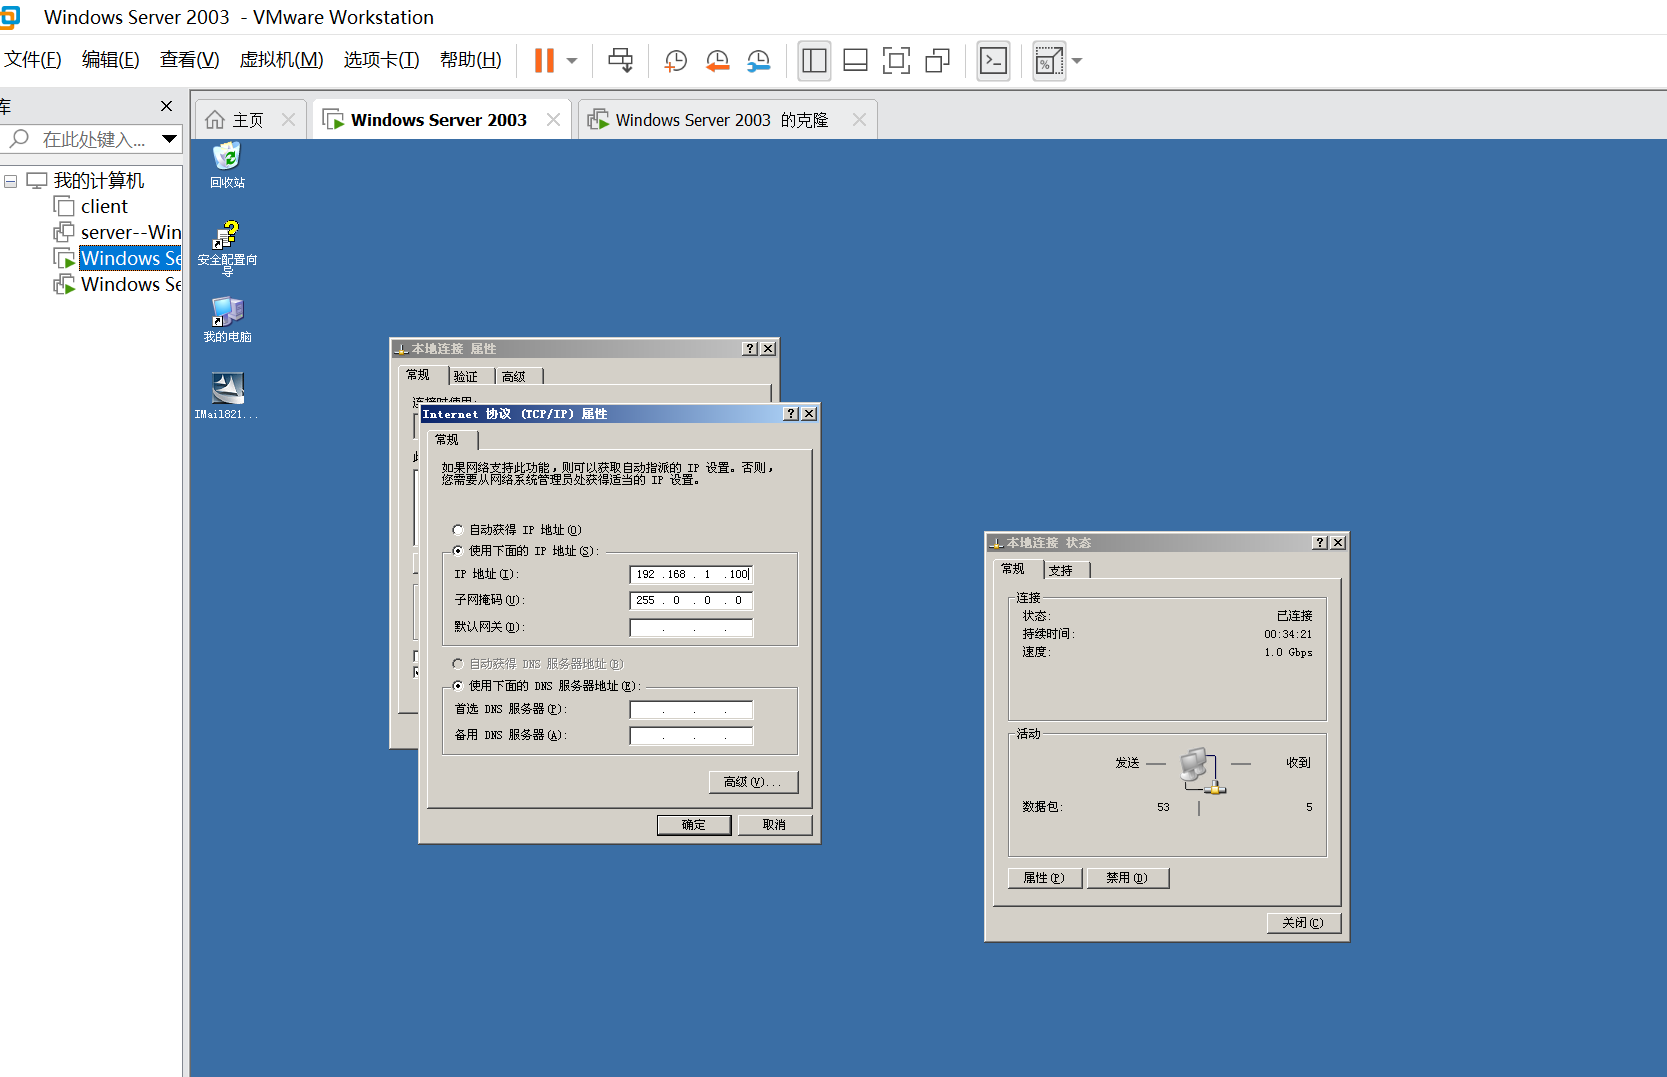 Windows Server 2003 - VMware Workstation
文件(F) 编辑(E) 查看(V) 虚拟机(M) 选项卡(T) 帮助(H)
库
在此处键入...
我的计算机
client
server--Win
Windows Se
Windows Se
主页
Windows Server 2003
Windows Server 2003 的克隆
回收站
安全配置向
导
我的电脑
IMail821...
本地连接 属性
常规 验证 高级
连接时使用:
Internet 协议 (TCP/IP) 属性
常规
如果网络支持此功能，则可以获取自动指派的 IP 设置。否则，
您需要从网络系统管理员处获得适当的 IP 设置。
自动获得 IP 地址(O)
使用下面的 IP 地址(S):
IP 地址(I): 192 .168 . 1 .100
子网掩码(U): 255 . 0 . 0 . 0
默认网关(D): . . .
自动获得 DNS 服务器地址(B)
使用下面的 DNS 服务器地址(E):
首选 DNS 服务器(P): . . .
备用 DNS 服务器(A): . . .
高级(V)...
确定 取消
本地连接 状态
常规 支持
连接
状态: 已连接
持续时间: 00:34:21
速度: 1.0 Gbps
活动
发送 — — 收到
数据包: 53 5
属性(P) 禁用(D)
关闭(C)